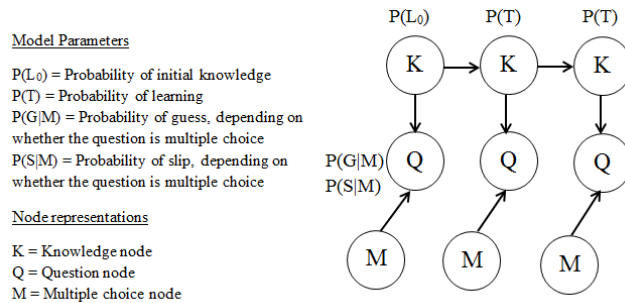 Model Parameters
P(L₀) = Probability of initial knowledge
P(T) = Probability of learning
P(G|M) = Probability of guess, depending on
whether the question is multiple choice
P(S|M) = Probability of slip, depending on
whether the question is multiple choice
Node representations
K = Knowledge node
Q = Question node
M = Multiple choice node
P(L₀) P(T) P(T)
K K K
P(G|M)
P(S|M)
Q Q Q
M M M